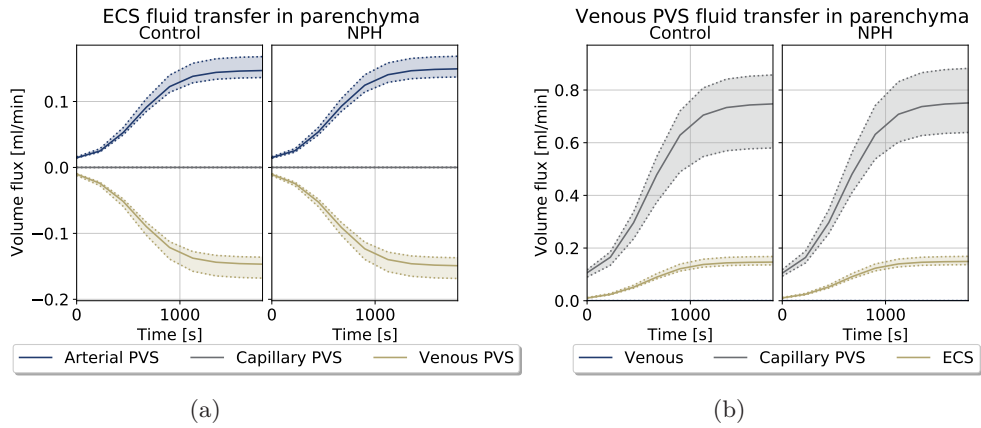 ECS fluid transfer in parenchyma
Control NPH
Volume flux [ml/min]
0.1
0.0
−0.1
−0.2
0 1000 0 1000
Time [s] Time [s]
Arterial PVS Capillary PVS Venous PVS
(a)
Venous PVS fluid transfer in parenchyma
Control NPH
Volume flux [ml/min]
0.8
0.6
0.4
0.2
0.0
0 1000 0 1000
Time [s] Time [s]
Venous Capillary PVS ECS
(b)